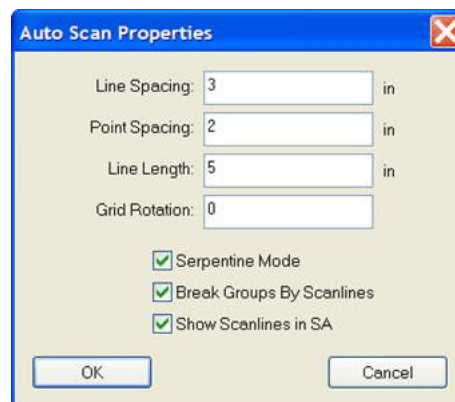 Auto Scan Properties
Line Spacing: 3 in
Point Spacing: 2 in
Line Length: 5 in
Grid Rotation: 0
Serpentine Mode
Break Groups By Scanlines
Show Scanlines in SA
OK Cancel